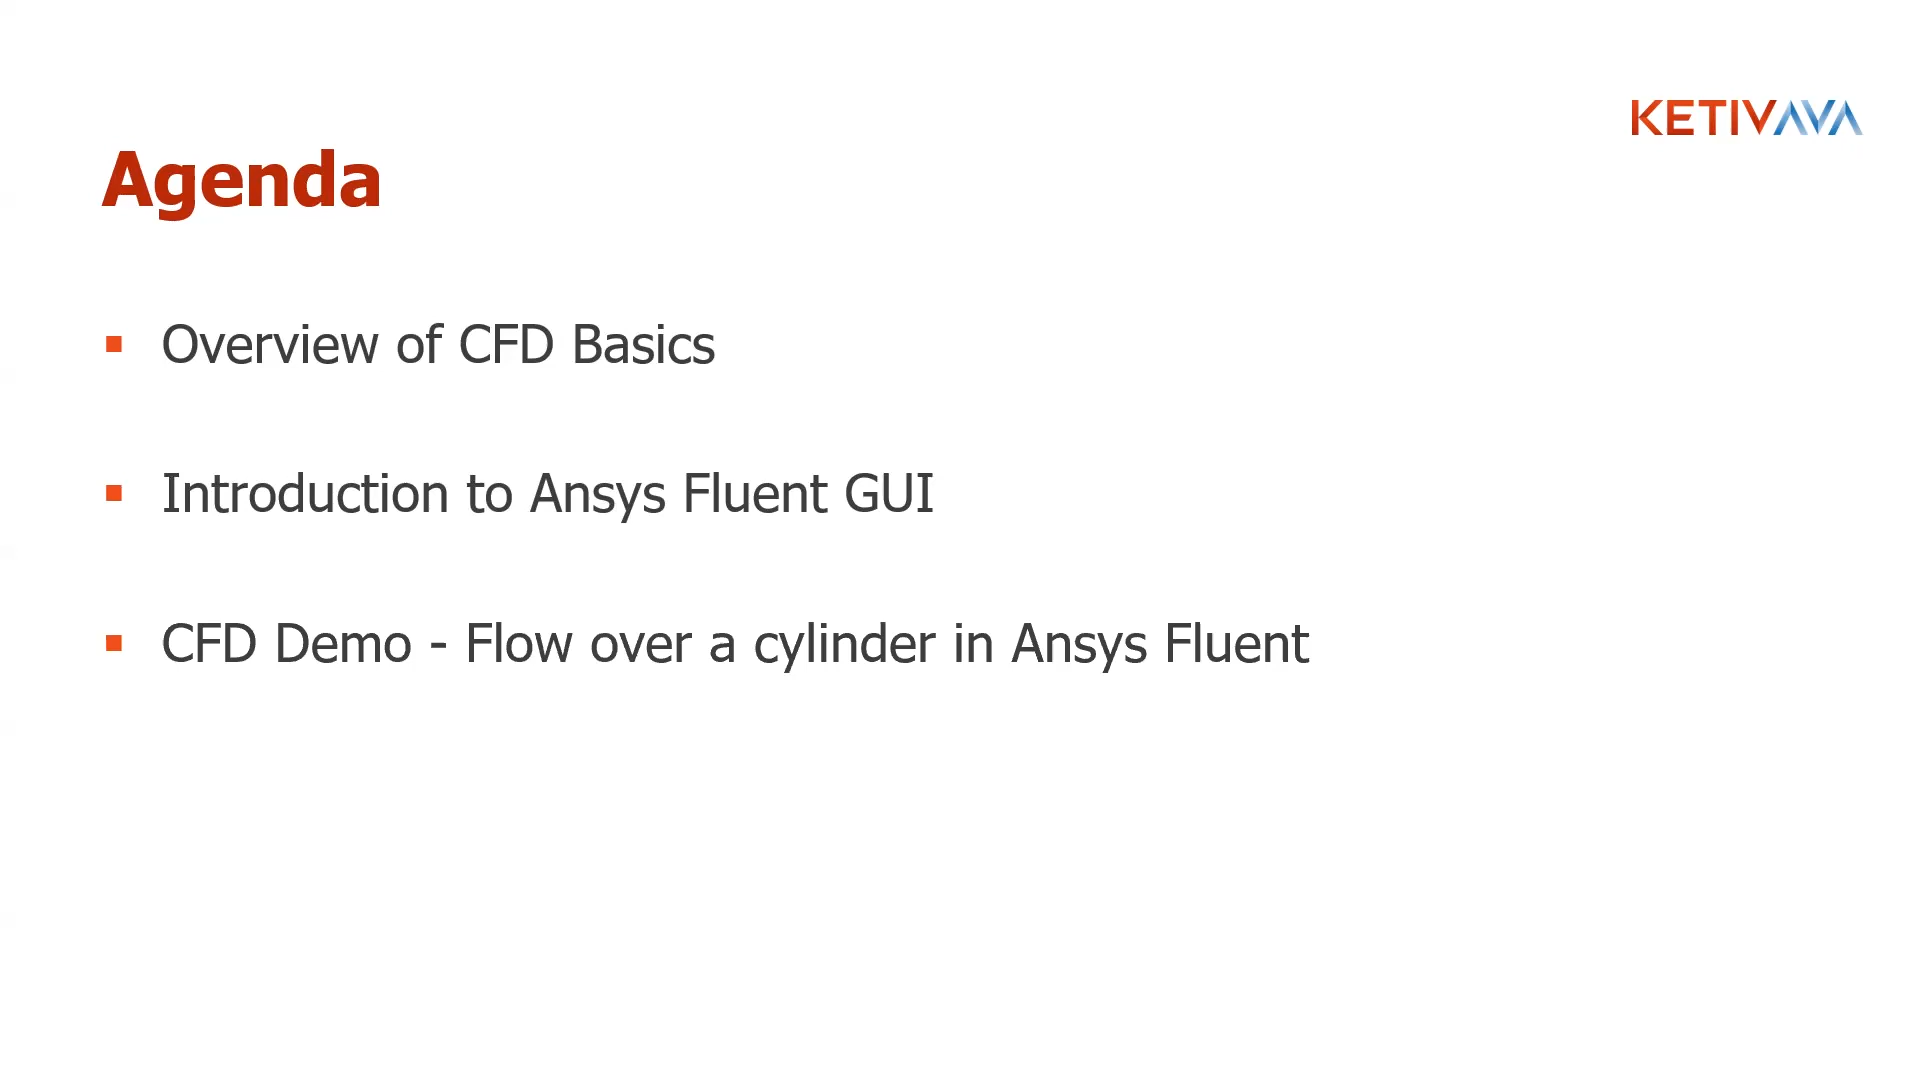 KETIVAVA
Agenda
▪ Overview of CFD Basics
▪ Introduction to Ansys Fluent GUI
▪ CFD Demo - Flow over a cylinder in Ansys Fluent